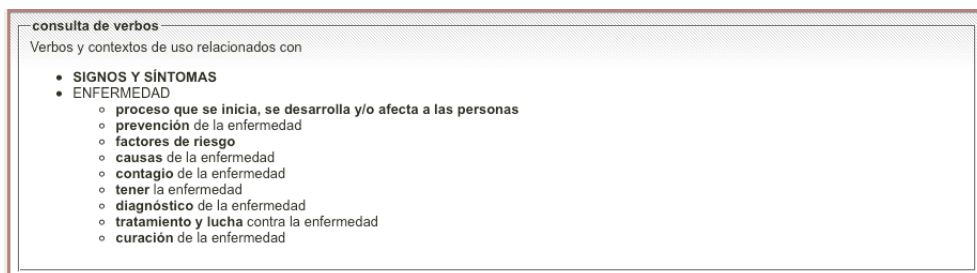 consulta de verbos
Verbos y contextos de uso relacionados con
SIGNOS Y SÍNTOMAS
ENFERMEDAD
proceso que se inicia, se desarrolla y/o afecta a las personas
prevención de la enfermedad
factores de riesgo
causas de la enfermedad
contagio de la enfermedad
tener la enfermedad
diagnóstico de la enfermedad
tratamiento y lucha contra la enfermedad
curación de la enfermedad